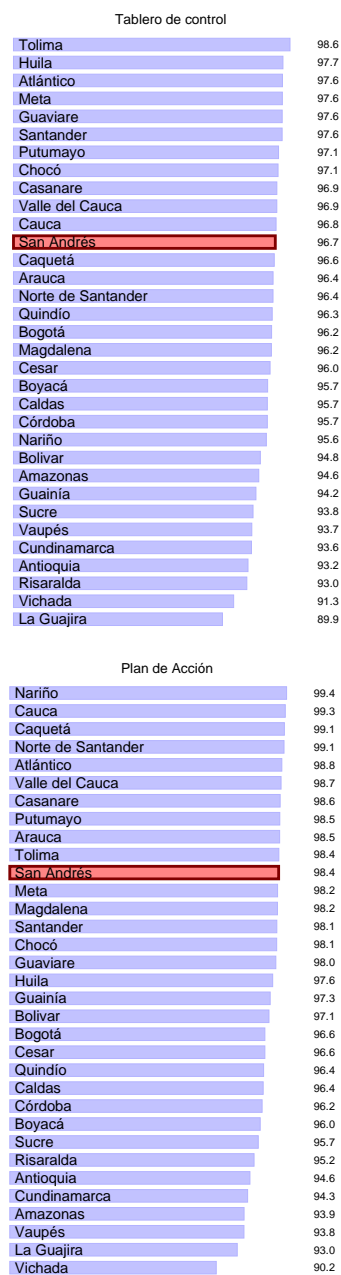 Tablero de control
Tolima 98.6
Huila 97.7
Atlántico 97.6
Meta 97.6
Guaviare 97.6
Santander 97.6
Putumayo 97.1
Chocó 97.1
Casanare 96.9
Valle del Cauca 96.9
Cauca 96.8
San Andrés 96.7
Caquetá 96.6
Arauca 96.4
Norte de Santander 96.4
Quindío 96.3
Bogotá 96.2
Magdalena 96.2
Cesar 96.0
Boyacá 95.7
Caldas 95.7
Córdoba 95.7
Nariño 95.6
Bolivar 94.8
Amazonas 94.6
Guainía 94.2
Sucre 93.8
Vaupés 93.7
Cundinamarca 93.6
Antioquia 93.2
Risaralda 93.0
Vichada 91.3
La Guajira 89.9
Plan de Acción
Nariño 99.4
Cauca 99.3
Caquetá 99.1
Norte de Santander 99.1
Atlántico 98.8
Valle del Cauca 98.7
Casanare 98.6
Putumayo 98.5
Arauca 98.5
Tolima 98.4
San Andrés 98.4
Meta 98.2
Magdalena 98.2
Santander 98.1
Chocó 98.1
Guaviare 98.0
Huila 97.6
Guainía 97.3
Bolivar 97.1
Bogotá 96.6
Cesar 96.6
Quindío 96.4
Caldas 96.4
Córdoba 96.2
Boyacá 96.0
Sucre 95.7
Risaralda 95.2
Antioquia 94.6
Cundinamarca 94.3
Amazonas 93.9
Vaupés 93.8
La Guajira 93.0
Vichada 90.2